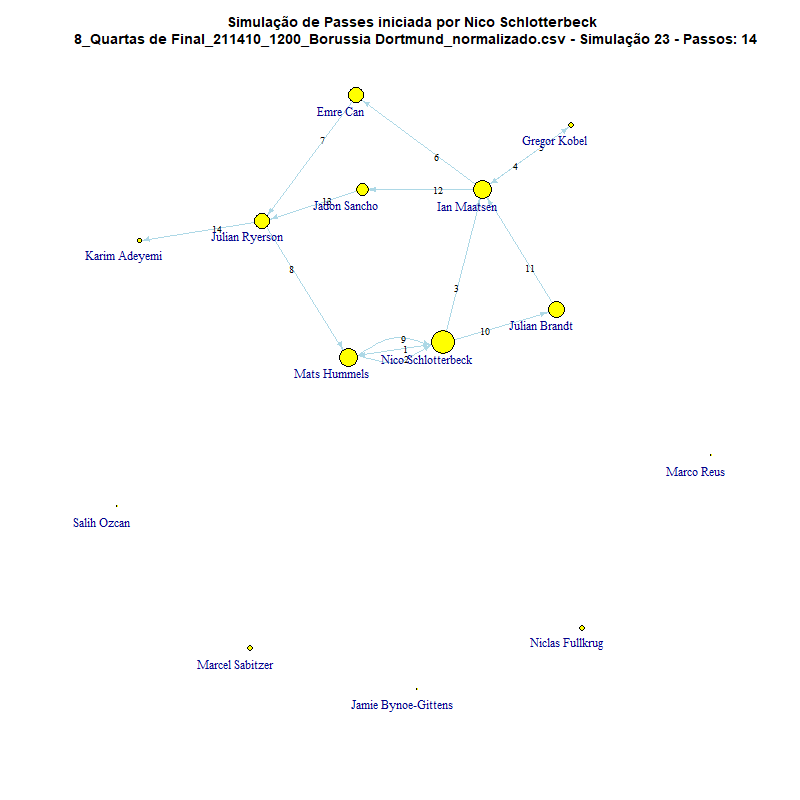 Simulação de Passes iniciada por Nico Schlotterbeck
8_Quartas de Final_211410_1200_Borussia Dortmund_normalizado.csv - Simulação 23 - Passos: 14
Emre Can
7
Gregor Kobel
5
6
4
12
Jadon Sancho
13
Ian Maatsen
14
Julian Ryerson
Karim Adeyemi
8
11
3
Julian Brandt
10
9
1
2
Nico Schlotterbeck
Mats Hummels
Marco Reus
Salih Ozcan
Niclas Fullkrug
Marcel Sabitzer
Jamie Bynoe-Gittens